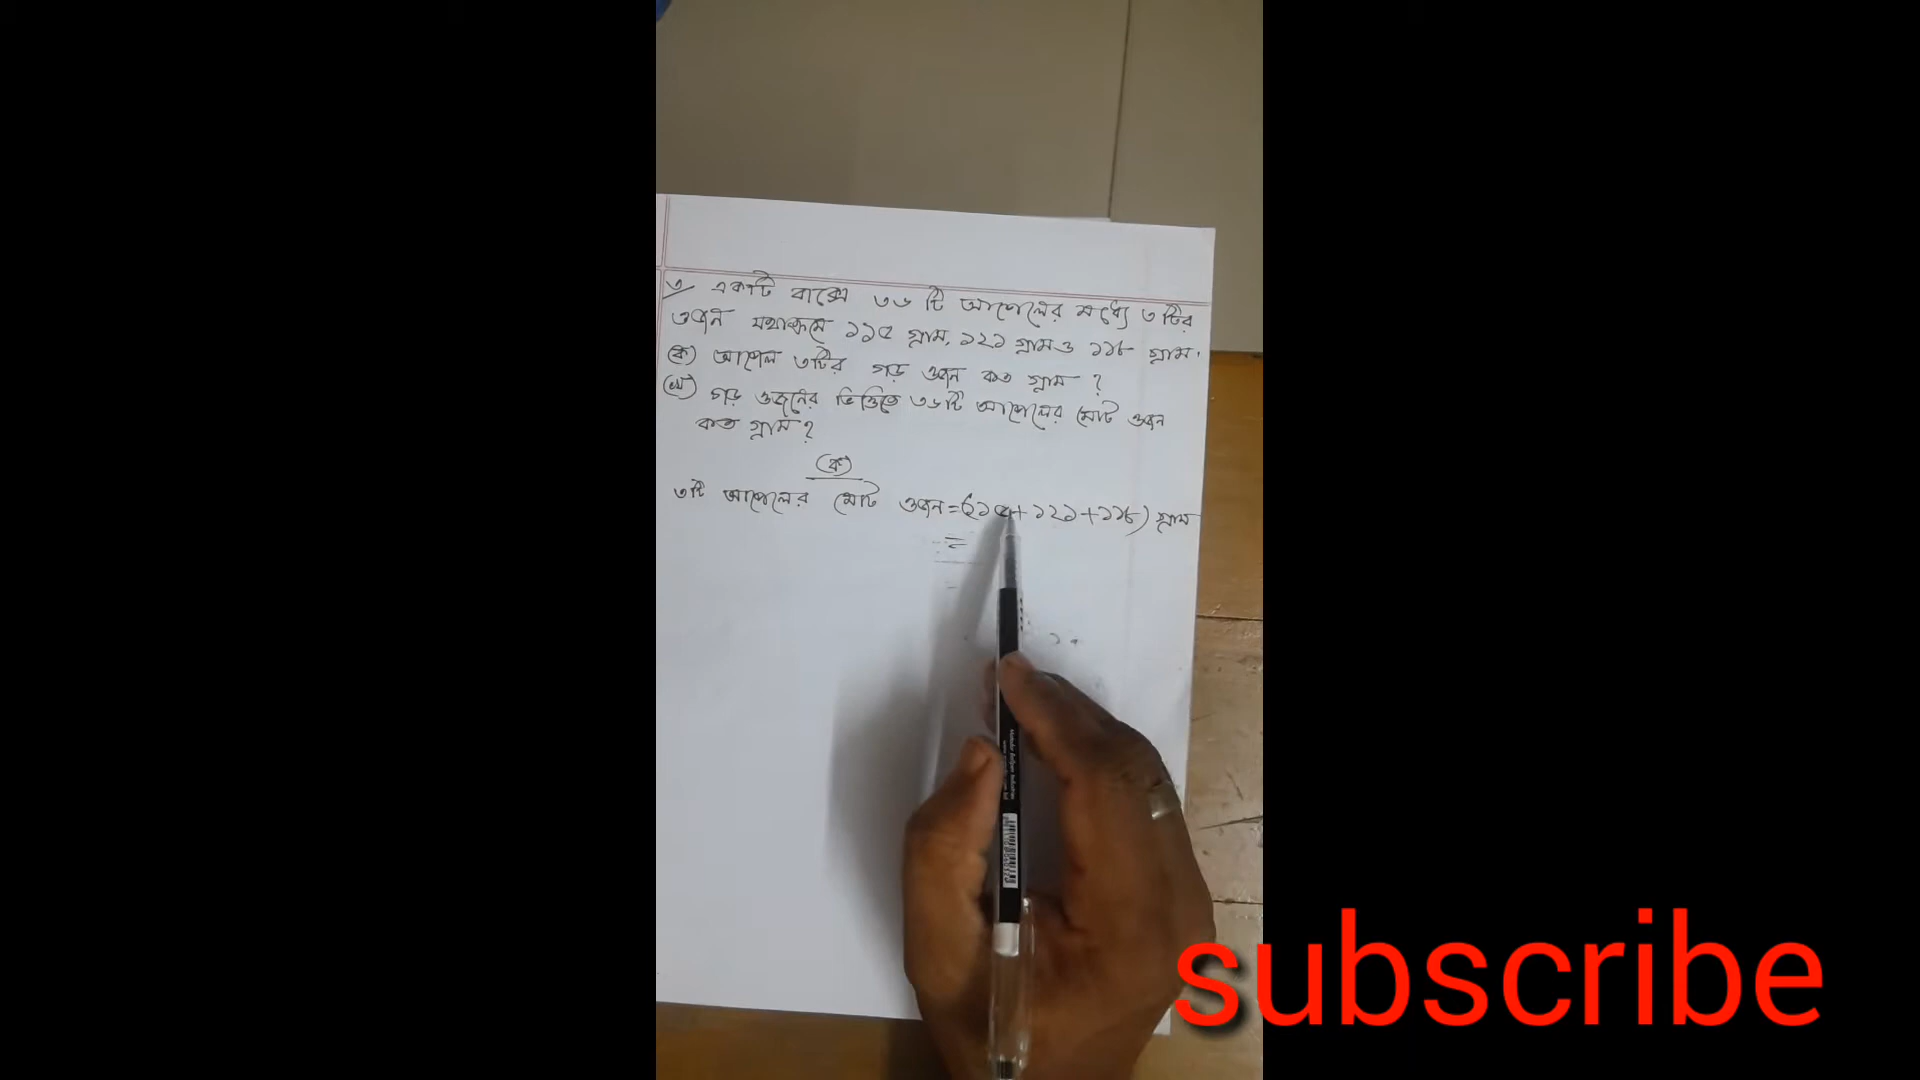 ৩ একটি বাক্সে ৩৬ টি আপেলের মধ্যে ৩ টির
ওজন যথাক্রমে ১১৫ গ্রাম, ১২১ গ্রাম ও ১১৮ গ্রাম।
(ক) আপেল ৩টির গড় ওজন কত গ্রাম ?
(খ) গড় ওজনের ভিত্তিতে ৩৬টি আপেলের মোট ওজন
কত গ্রাম ?
(ক)
৩টি আপেলের মোট ওজন=(১১৫+১২১+১১৮) গ্রাম
=
subscribe